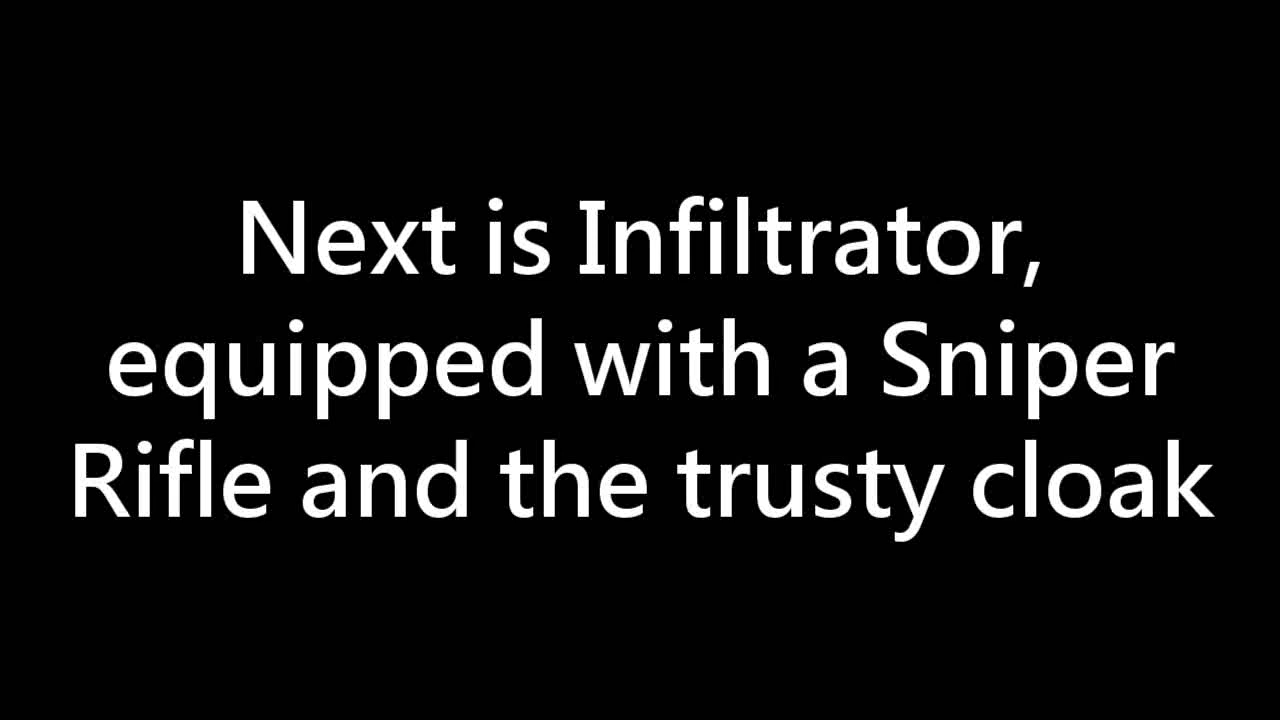 Next is Infiltrator,
equipped with a Sniper
Rifle and the trusty cloak